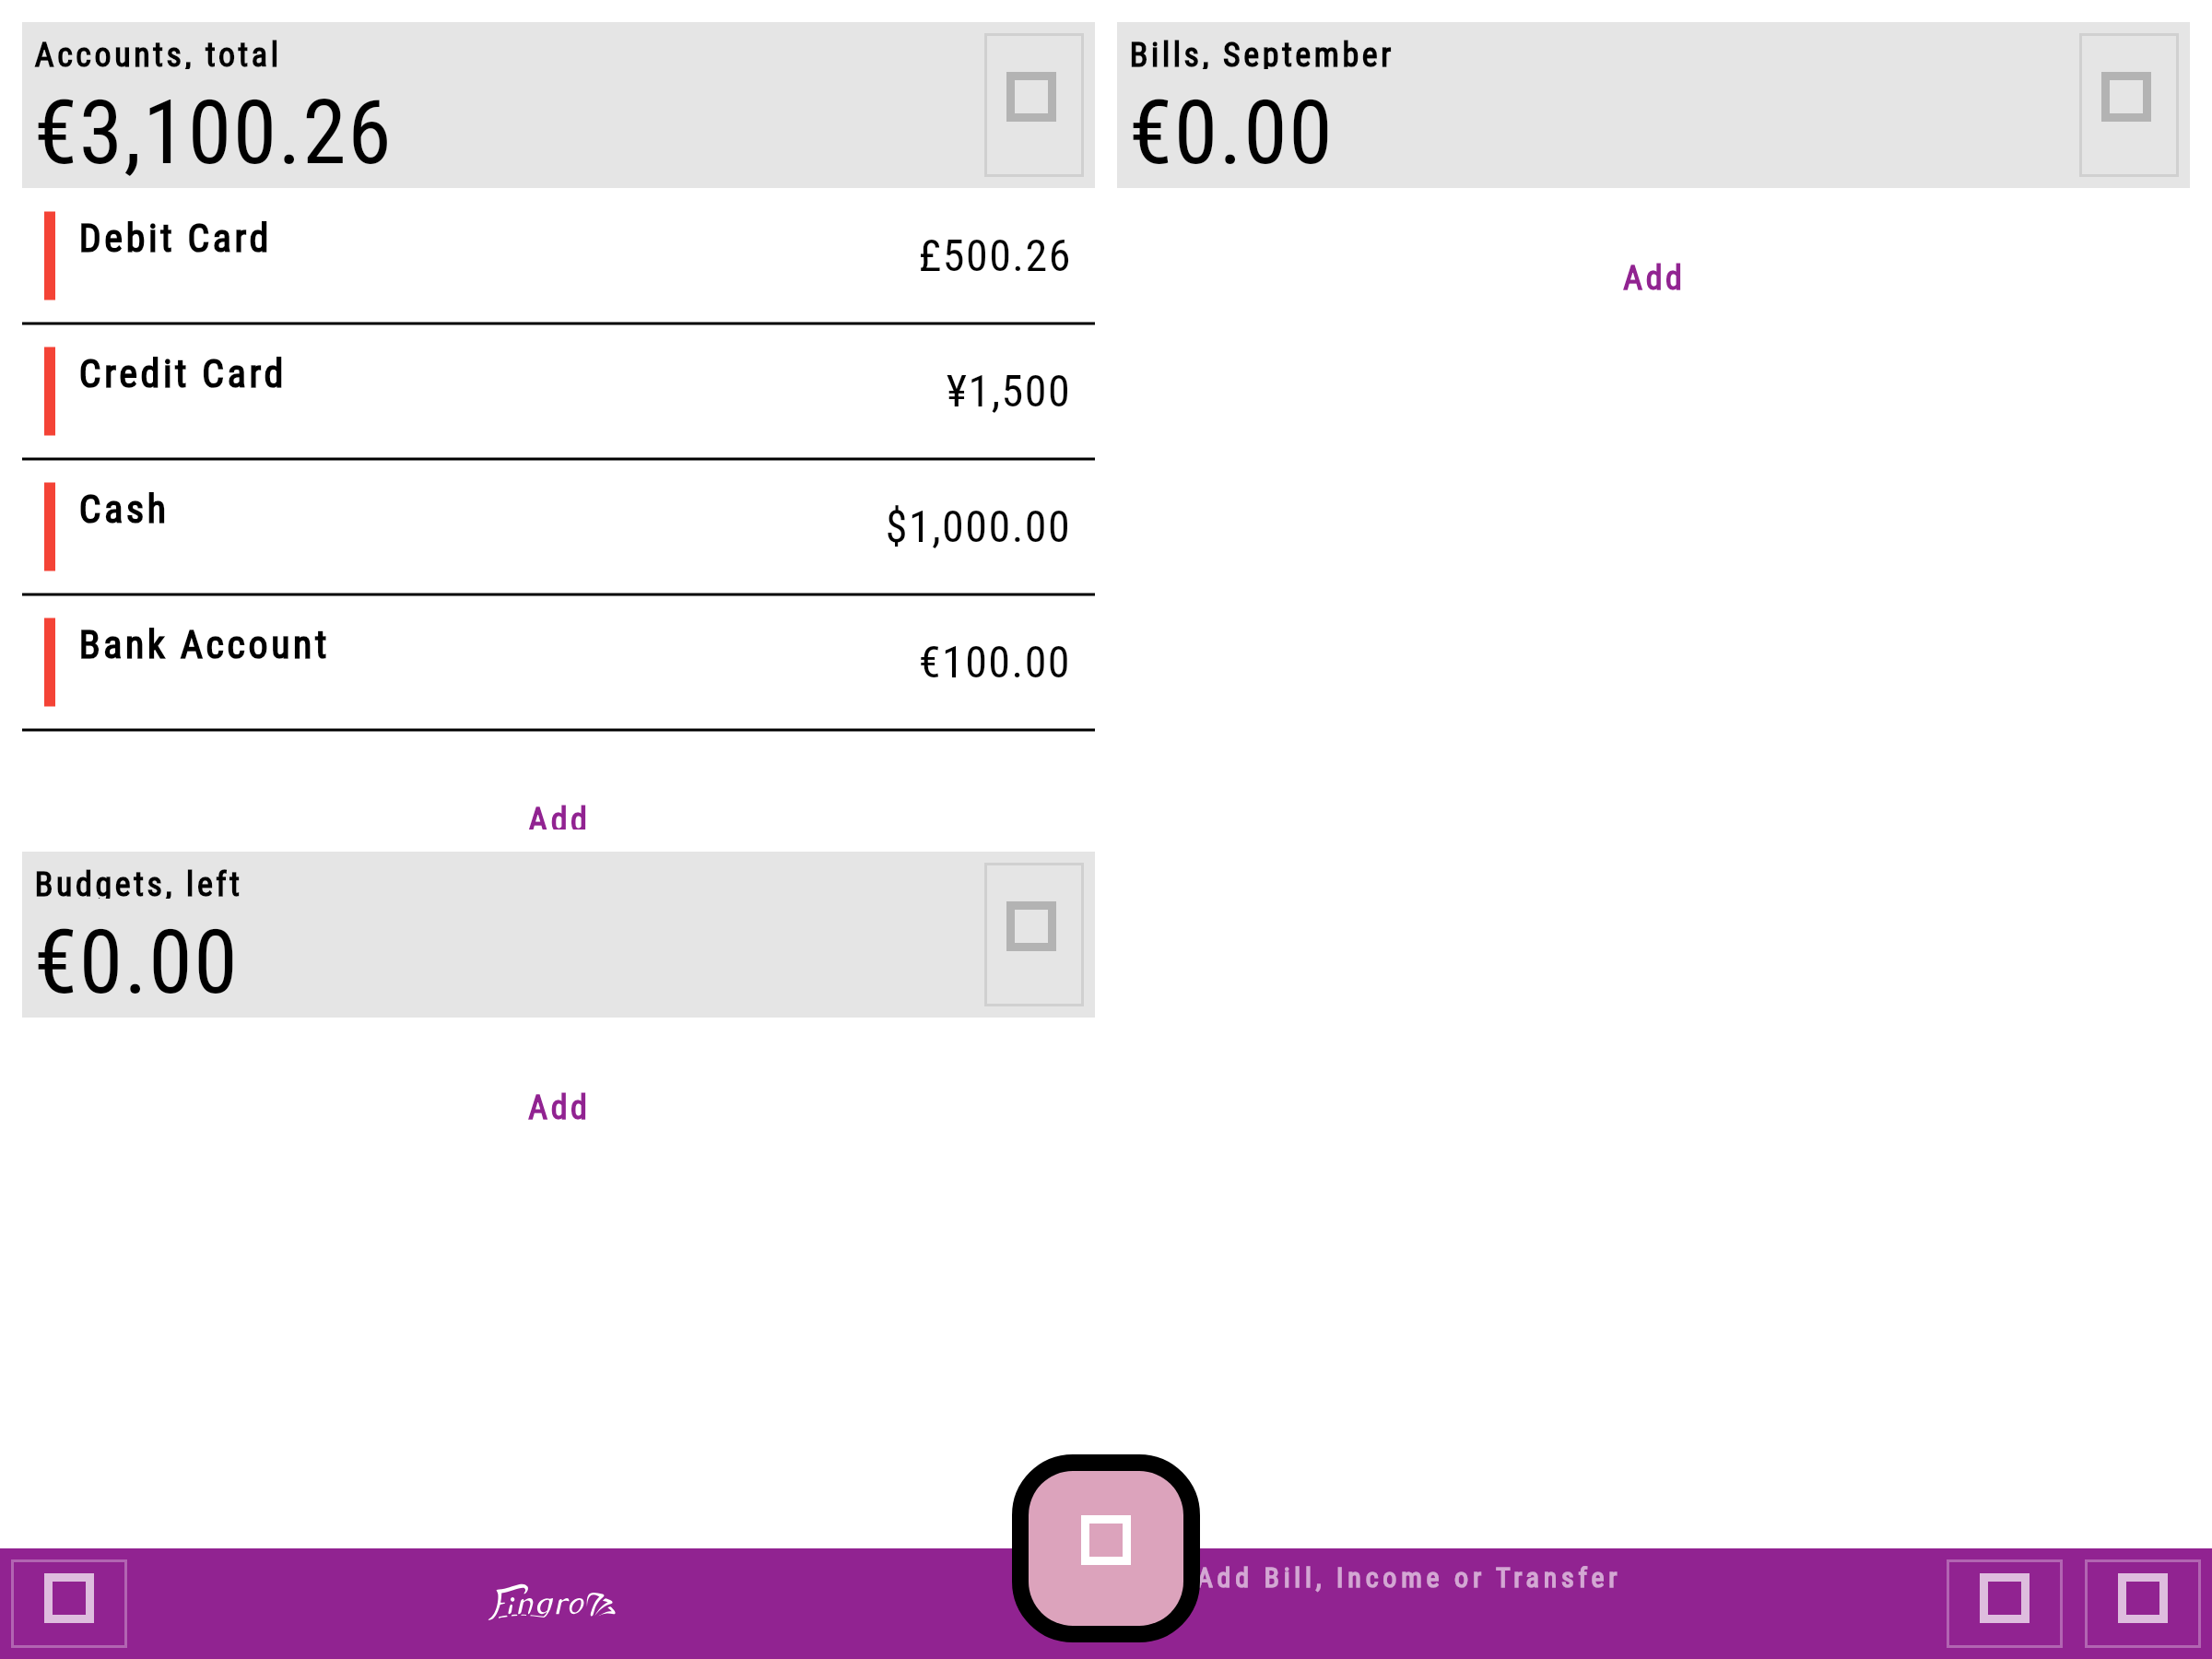 Accounts, total
€3,100.26
Debit Card
£500.26
Credit Card
¥1,500
Cash
$1,000.00
Bank Account
€100.00
Add
Budgets, left
€0.00
Add
Bills, September
€0.00
Add
Fingro
Add Bill, Income or Transfer